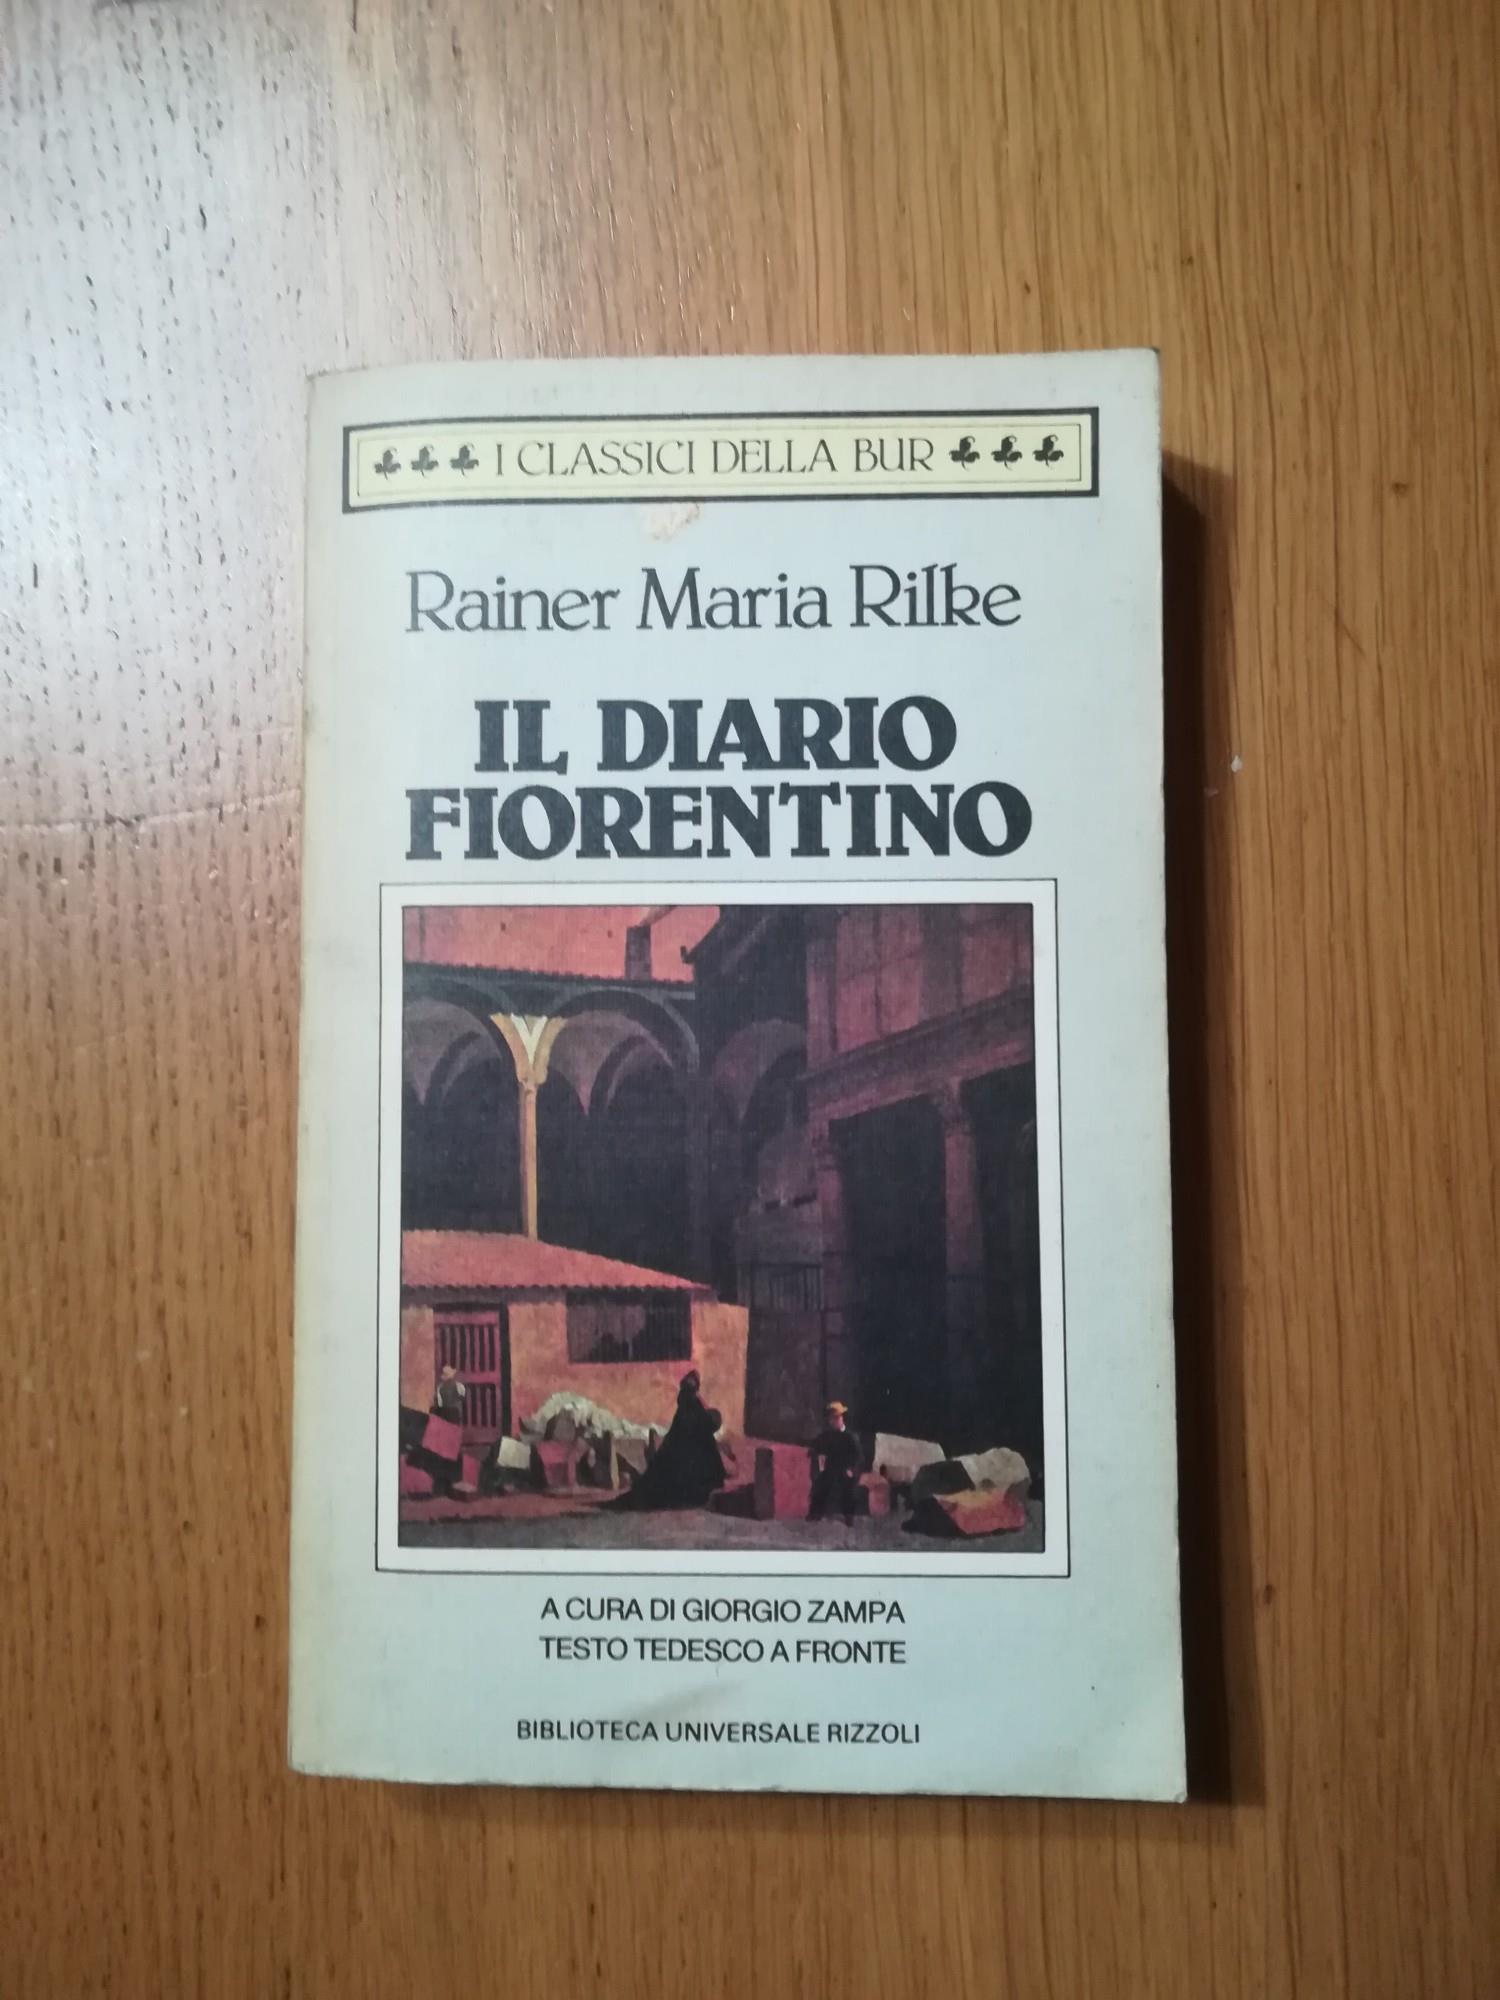 I CLASSICI DELLA BUR
Rainer Maria Rilke
IL DIARIO
FIORENTINO
A CURA DI GIORGIO ZAMPA
TESTO TEDESCO A FRONTE
BIBLIOTECA UNIVERSALE RIZZOLI